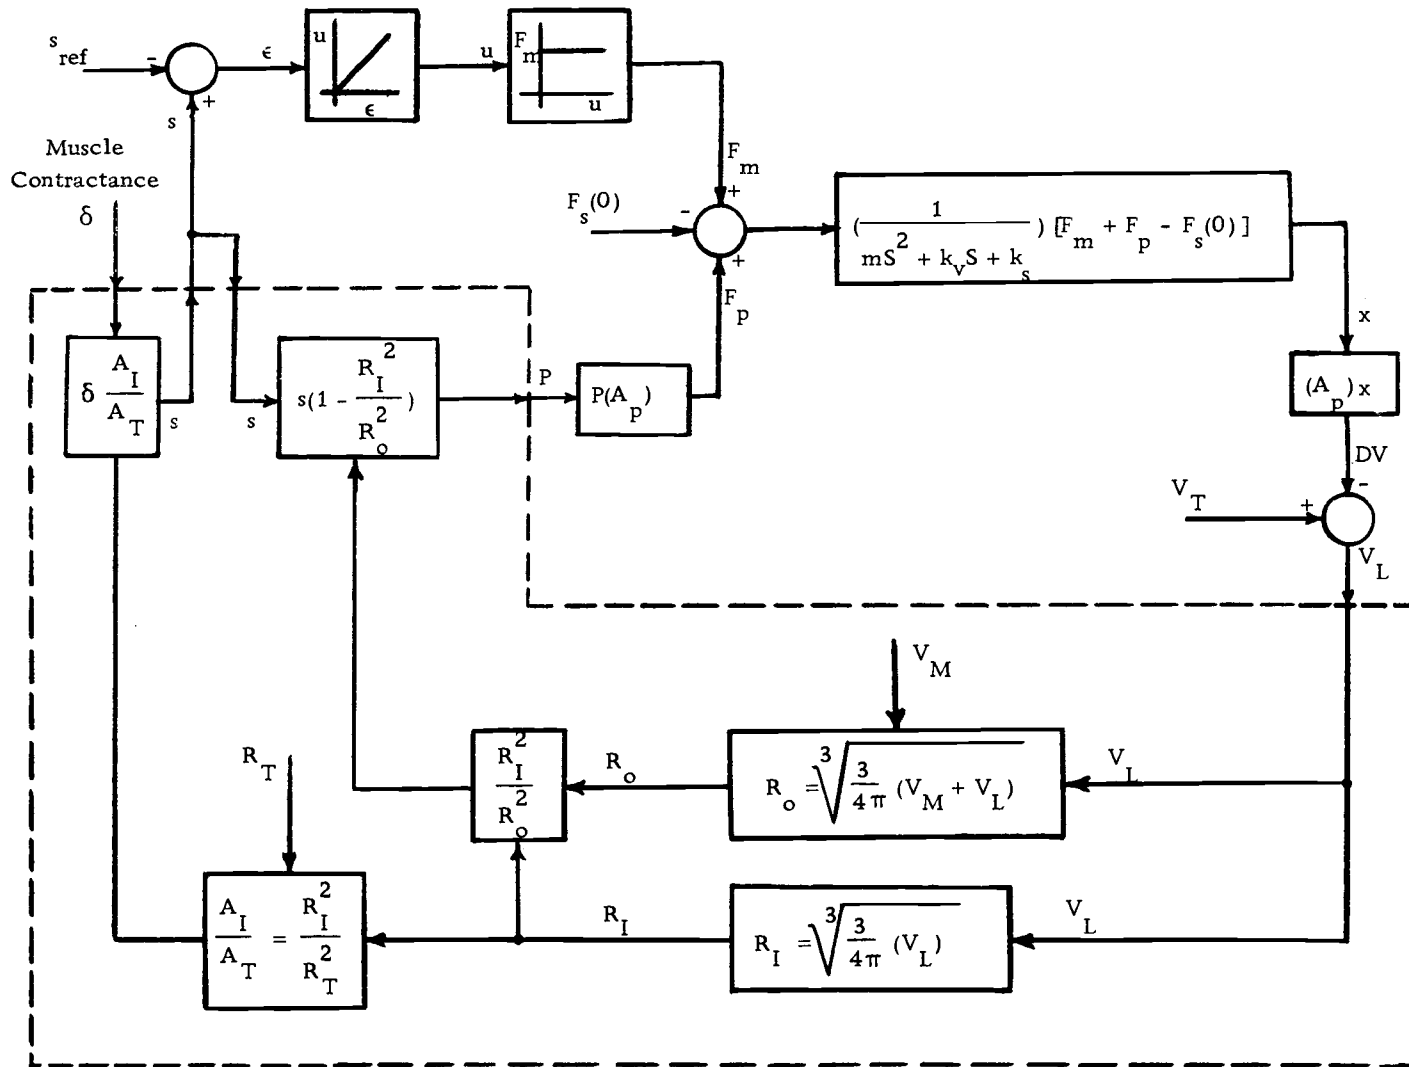 s_ref
-
ϵ
+
s
u
ϵ
u
F_m
u
F_m
+
Muscle
Contractance
δ
F_s(0)
-
+
F_p
(1/(mS^2 + k_vS + k_s)) [F_m + F_p - F_s(0)]
x
(A_p)x
DV
-
V_T
+
V_L
δ A_I/A_T
s
s
s(1 - R_I^2/R_o^2)
P
P(A_p)
V_M
R_T
R_I^2/R_o^2
R_o
R_o = ∛(3/4π (V_M + V_L))
V_L
A_I/A_T = R_I^2/R_T^2
R_I
R_I = ∛(3/4π (V_L))
V_L